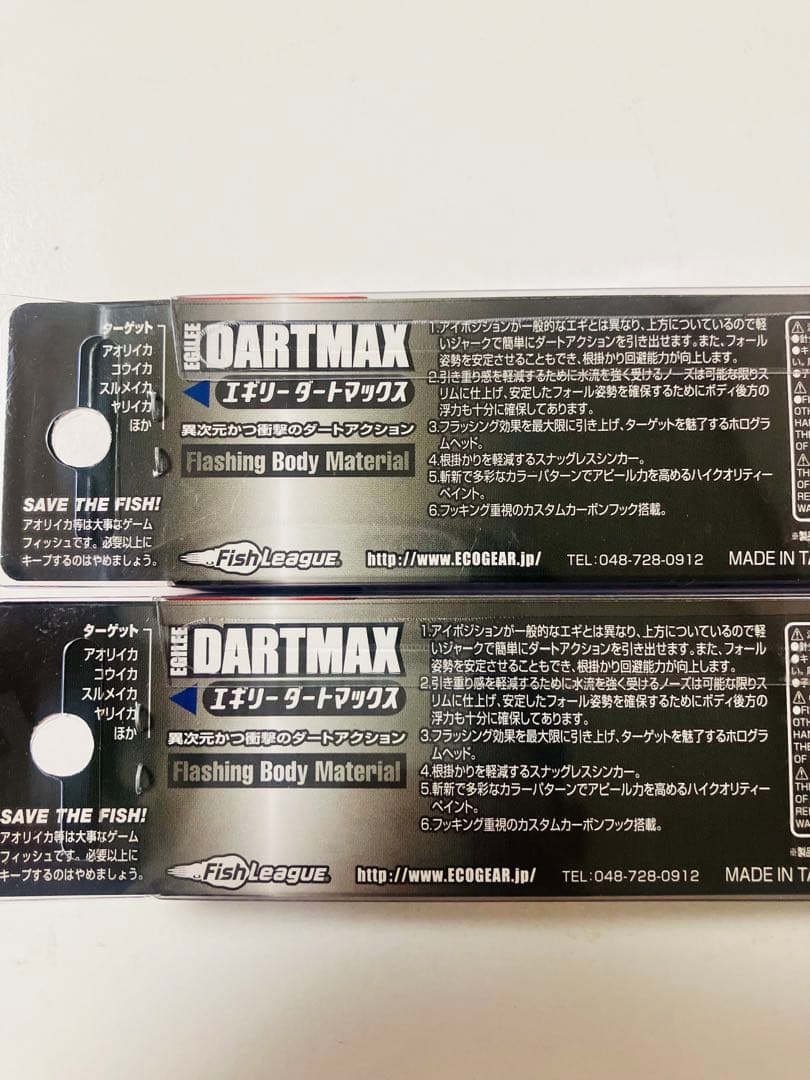 ターゲット
アオリイカ
コウイカ
スルメイカ
ヤリイカ
ほか
SAVE THE FISH!
アオリイカ等は大事なゲーム
フィッシュです。必要以上に
キープするのはやめましょう。
EGILEE DARTMAX
エギリー ダートマックス
異次元かつ衝撃のダートアクション
Flashing Body Material
1.アイポジションが一般的なエギとは異なり、上方についているので軽
いジャークで簡単にダートアクションを引き出せます。また、フォール
姿勢を安定させることもでき、根掛かり回避能力が向上します。
2.引き重り感を軽減するために水流を強く受けるノーズは可能な限りス
リムに仕上げ、安定したフォール姿勢を確保するためにボディ後方の
浮力も十分に確保してあります。
3.フラッシング効果を最大限に引き上げ、ターゲットを魅了するホログラ
ムヘッド。
4.根掛かりを軽減するスナッグレスシンカー。
5.斬新で多彩なカラーパターンでアピール力を高めるハイクオリティー
ペイント。
6.フッキング重視のカスタムカーボンフック搭載。
Fish League http://www.ECOGEAR.jp/ TEL:048-728-0912 MADE IN TA
OTH
HAN
THE
OF
THE
OF
REP
WA
※製品
ターゲット
アオリイカ
コウイカ
スルメイカ
ヤリイカ
ほか
SAVE THE FISH!
アオリイカ等は大事なゲーム
フィッシュです。必要以上に
キープするのはやめましょう。
EGILEE DARTMAX
エギリー ダートマックス
異次元かつ衝撃のダートアクション
Flashing Body Material
1.アイポジションが一般的なエギとは異なり、上方についているので軽
いジャークで簡単にダートアクションを引き出せます。また、フォール
姿勢を安定させることもでき、根掛かり回避能力が向上します。
2.引き重り感を軽減するために水流を強く受けるノーズは可能な限りス
リムに仕上げ、安定したフォール姿勢を確保するためにボディ後方の
浮力も十分に確保してあります。
3.フラッシング効果を最大限に引き上げ、ターゲットを魅了するホログラ
ムヘッド。
4.根掛かりを軽減するスナッグレスシンカー。
5.斬新で多彩なカラーパターンでアピール力を高めるハイクオリティー
ペイント。
6.フッキング重視のカスタムカーボンフック搭載。
Fish League http://www.ECOGEAR.jp/ TEL:048-728-0912 MADE IN TA
OTH
HAN
THE
OF
THE
OF
REP
WA
※製品